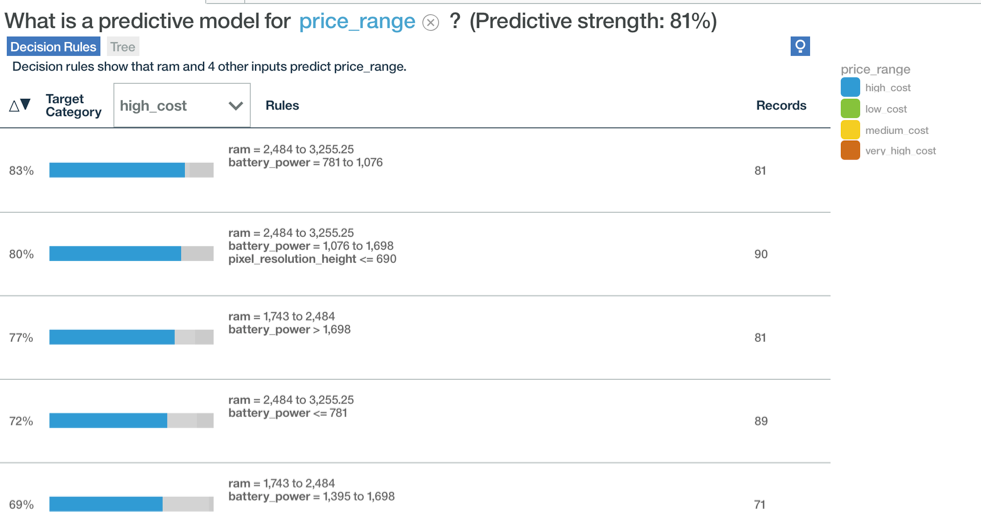 What is a predictive model for price_range ? (Predictive strength: 81%)
Decision Rules Tree
Decision rules show that ram and 4 other inputs predict price_range.
Target Category high_cost Rules Records
83% ram = 2,484 to 3,255.25
battery_power = 781 to 1,076 81
80% ram = 2,484 to 3,255.25
battery_power = 1,076 to 1,698
pixel_resolution_height <= 690 90
77% ram = 1,743 to 2,484
battery_power > 1,698 81
72% ram = 2,484 to 3,255.25
battery_power <= 781 89
69% ram = 1,743 to 2,484
battery_power = 1,395 to 1,698 71
price_range
high_cost
low_cost
medium_cost
very_high_cost